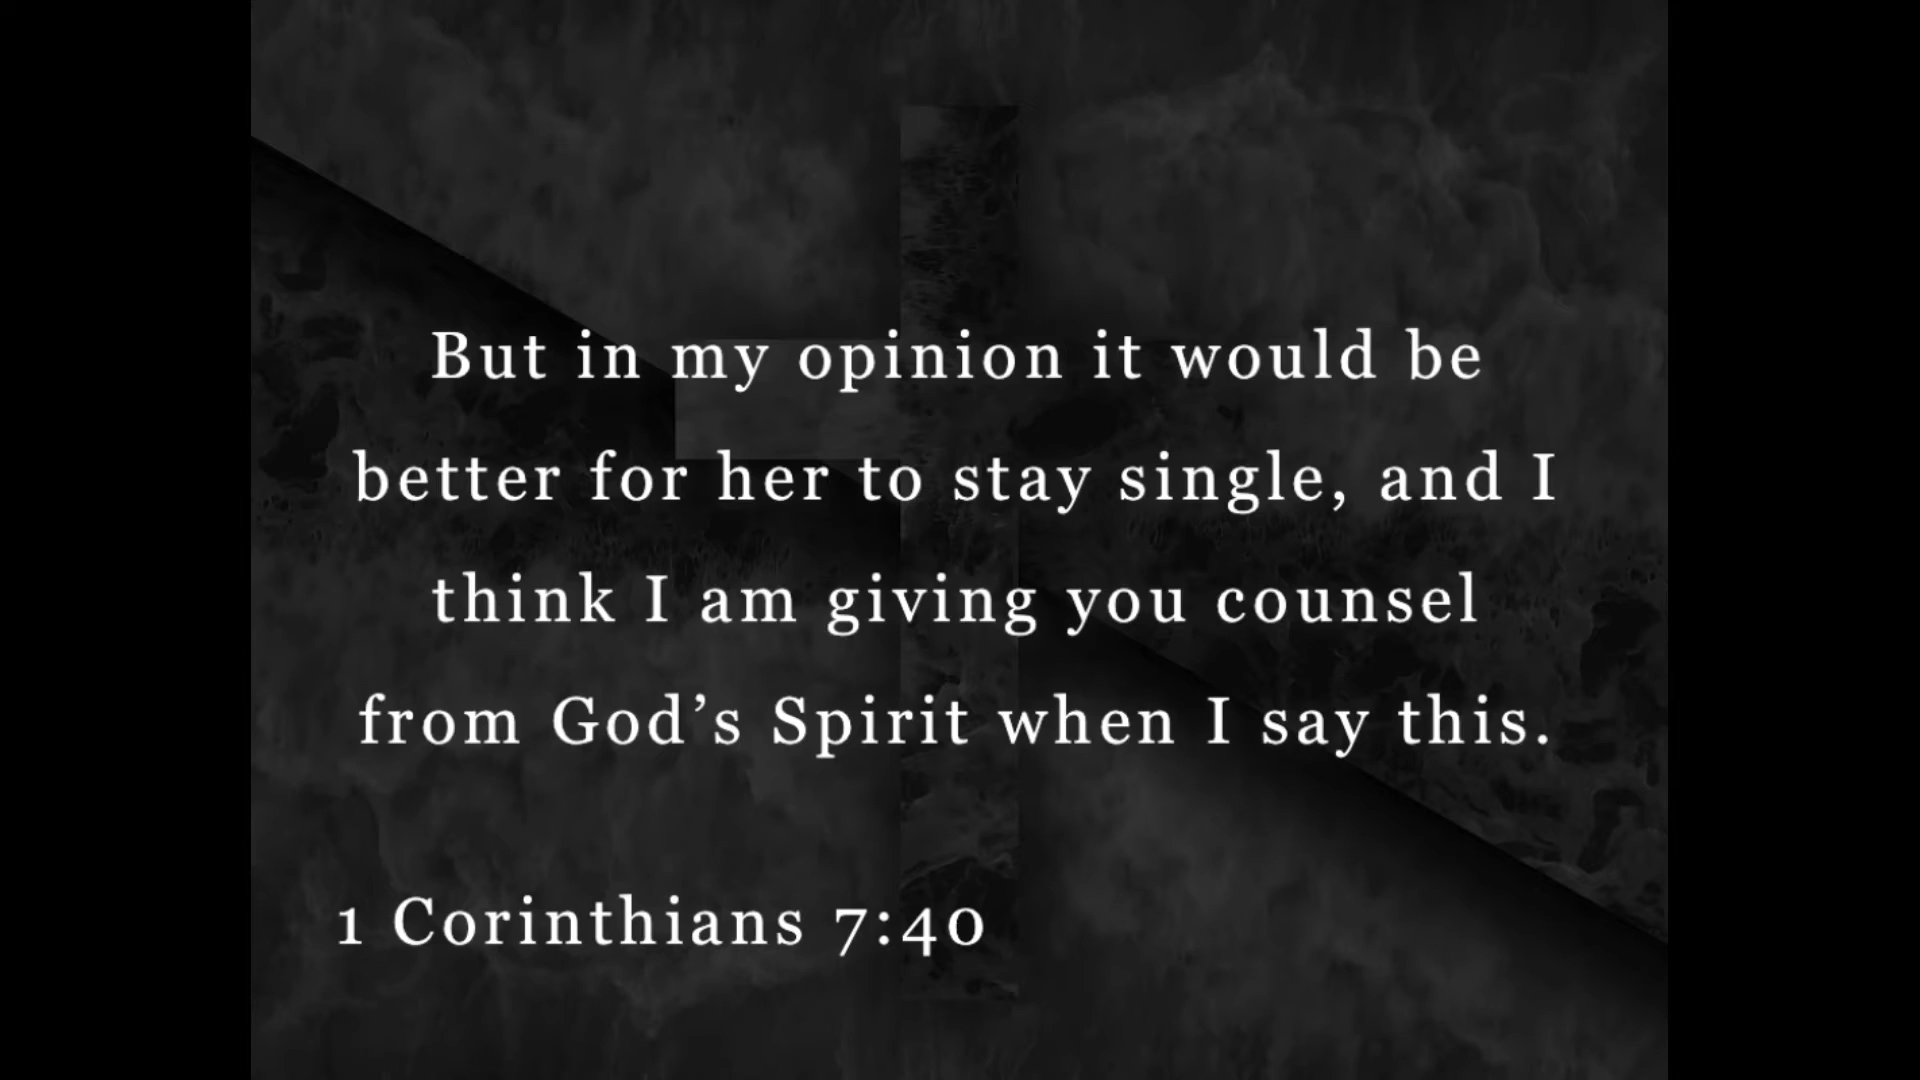 But in my opinion it would be
better for her to stay single, and I
think I am giving you counsel
from God’s Spirit when I say this.
1 Corinthians 7:40